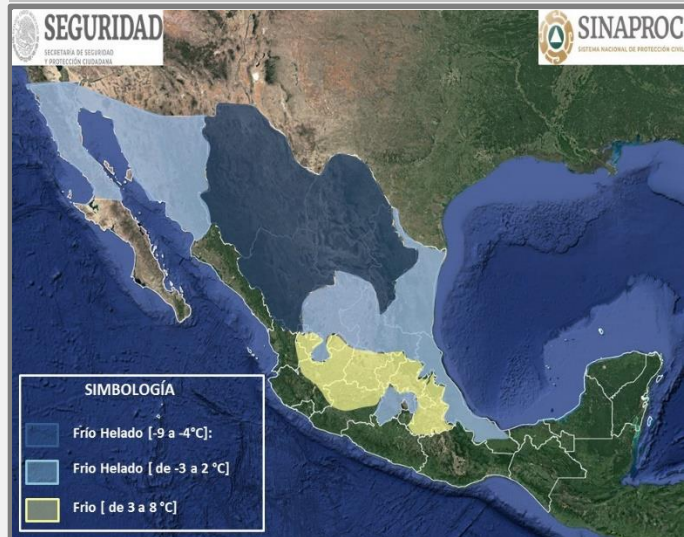 SEGURIDAD
SECRETARÍA DE SEGURIDAD
Y PROTECCIÓN CIUDADANA
SINAPROC
SISTEMA NACIONAL DE PROTECCIÓN CIVIL
SIMBOLOGÍA
Frío Helado [-9 a -4°C]:
Frio Helado [ de -3 a 2 °C]
Frio [ de 3 a 8 °C]